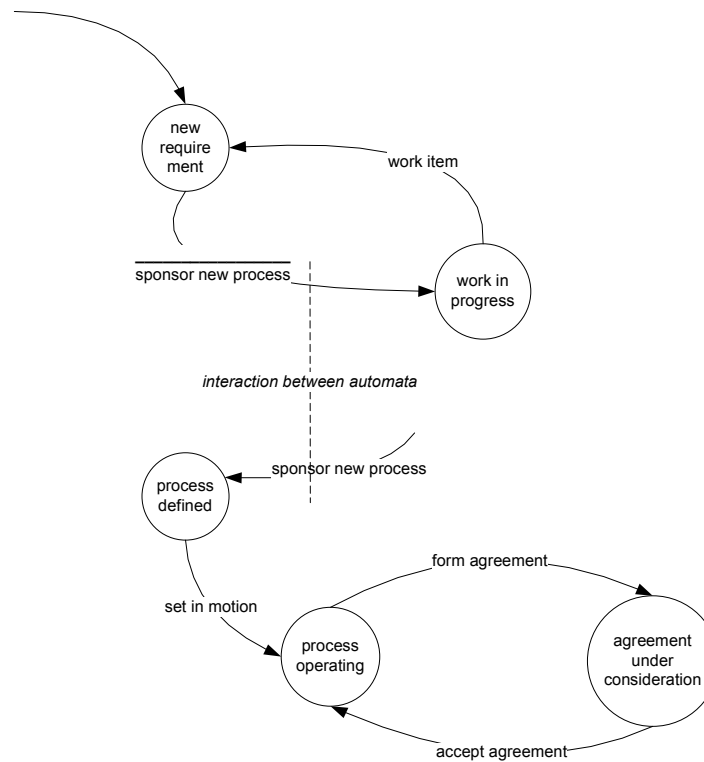 new
require
ment
work item
sponsor new process
work in
progress
interaction between automata
sponsor new process
process
defined
form agreement
set in motion
process
operating
agreement
under
consideration
accept agreement